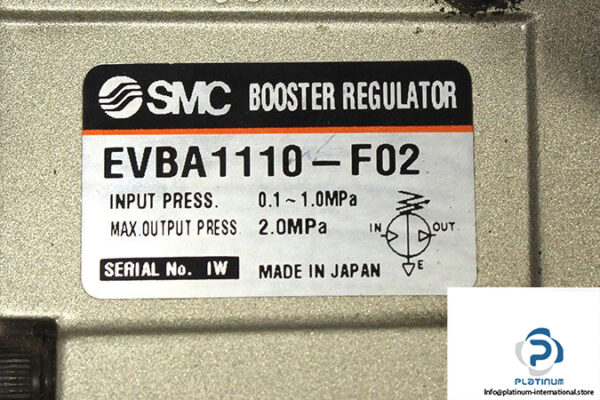 SMC BOOSTER REGULATOR
EVBA1110-F02
INPUT PRESS. 0.1~1.0MPa
MAX.OUTPUT PRESS 2.0MPa
IN OUT
E
SERIAL No. IW MADE IN JAPAN
PLATINUM
Info@platinum-international.store